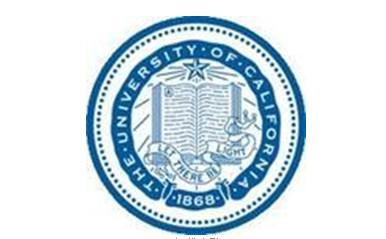 THE·UNIVERSITY·OF·CALIFORNIA
LET THERE BE LIGHT
·1868·